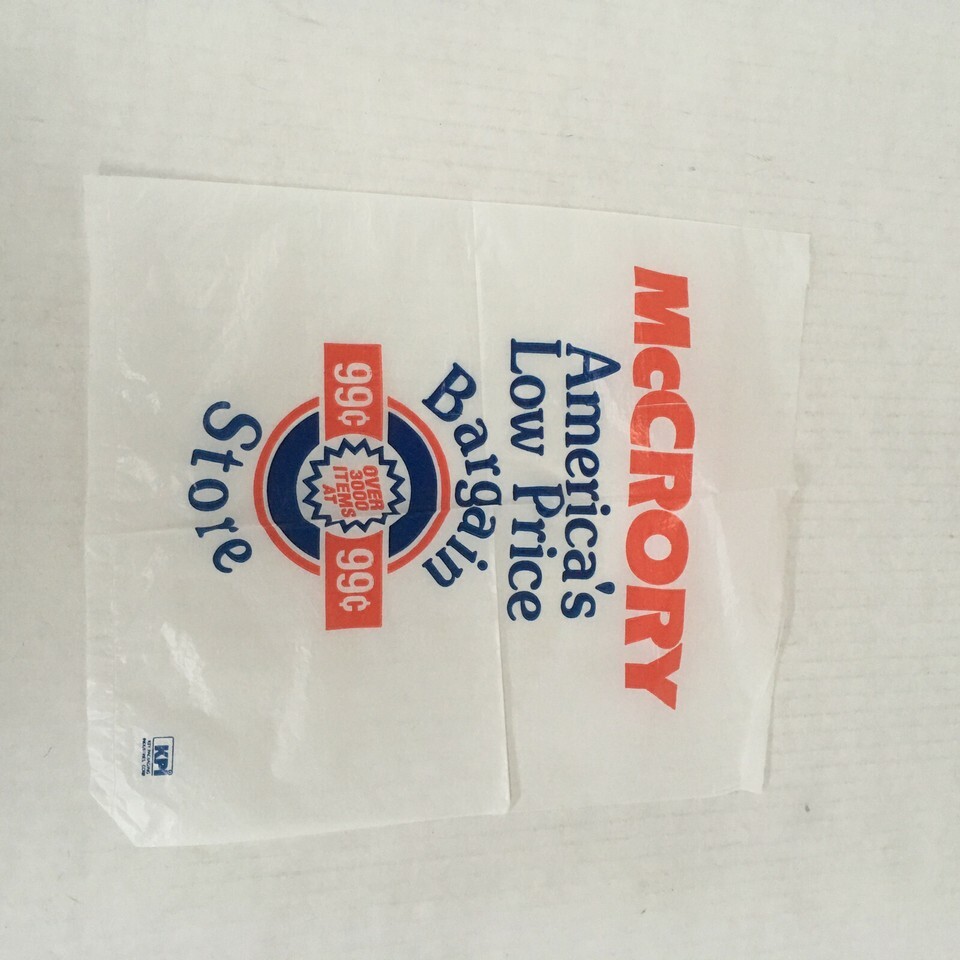 McCRORY
America's
Low Price
Bargain
99¢
OVER
3000
ITEMS
AT
99¢
Store
KPI